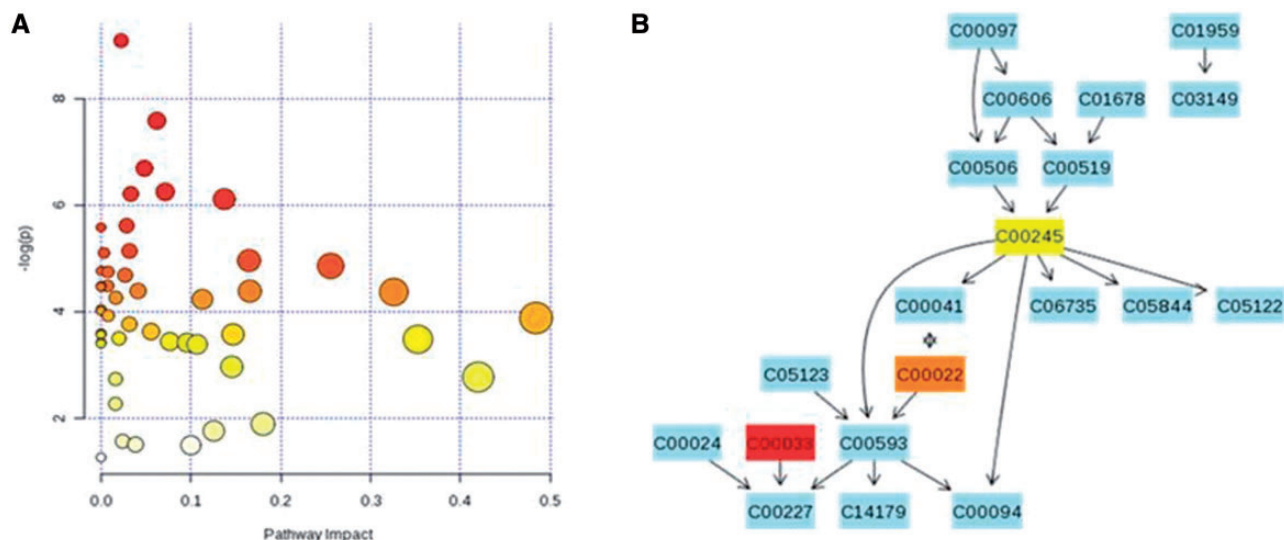 A
8
6
4
2
-log(p)
0.0 0.1 0.2 0.3 0.4 0.5
Pathway Impact
B
C00097 C01959
C00606 C01678 C03149
C00506 C00519
C00245
C00041 C06735 C05844 C05122
C05123 C00022
C00024 C00033 C00593
C00227 C14179 C00094